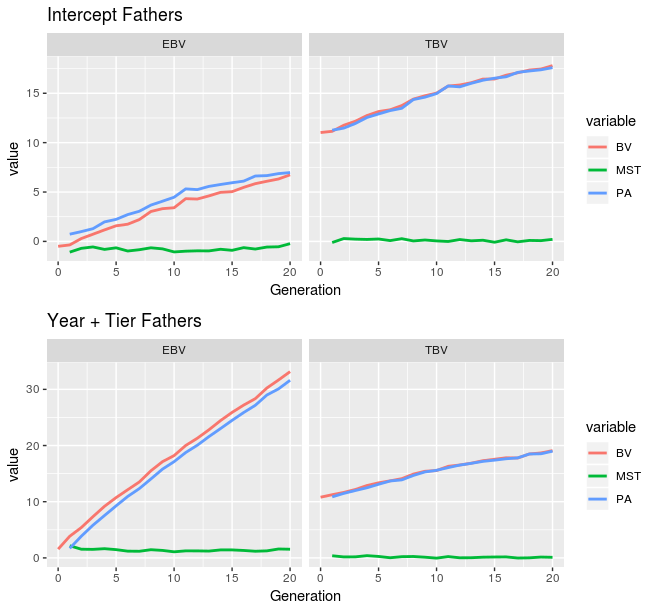 Intercept Fathers
EBV TBV
value
15
10
5
0
0 5 10 15 20 0 5 10 15 20
Generation
variable
BV
MST
PA
Year + Tier Fathers
EBV TBV
value
30
20
10
0
0 5 10 15 20 0 5 10 15 20
Generation
variable
BV
MST
PA